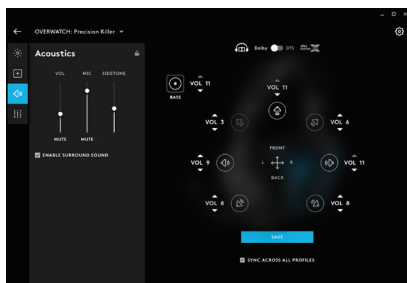 OVERWATCH: Precision Killer
Acoustics
Dolby DTS dts X
VOL MIC SIDETONE
MUTE MUTE
ENABLE SURROUND SOUND
VOL 11
BASS
VOL 11
VOL 3
VOL 6
FRONT
VOL 9
L R
VOL 11
BACK
VOL 8
VOL 8
SAVE
SYNC ACROSS ALL PROFILES